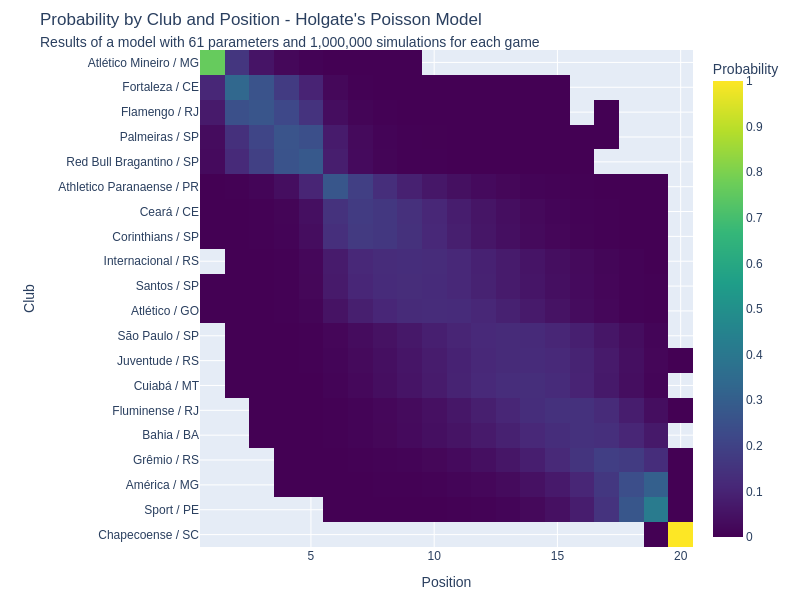 Probability by Club and Position - Holgate's Poisson Model
Results of a model with 61 parameters and 1,000,000 simulations for each game
Probability
Atlético Mineiro / MG
Fortaleza / CE
Flamengo / RJ
Palmeiras / SP
Red Bull Bragantino / SP
Athletico Paranaense / PR
Ceará / CE
Corinthians / SP
Internacional / RS
Santos / SP
Atlético / GO
São Paulo / SP
Juventude / RS
Cuiabá / MT
Fluminense / RJ
Bahia / BA
Grêmio / RS
América / MG
Sport / PE
Chapecoense / SC
Club
5
10
15
20
Position
1
0.9
0.8
0.7
0.6
0.5
0.4
0.3
0.2
0.1
0